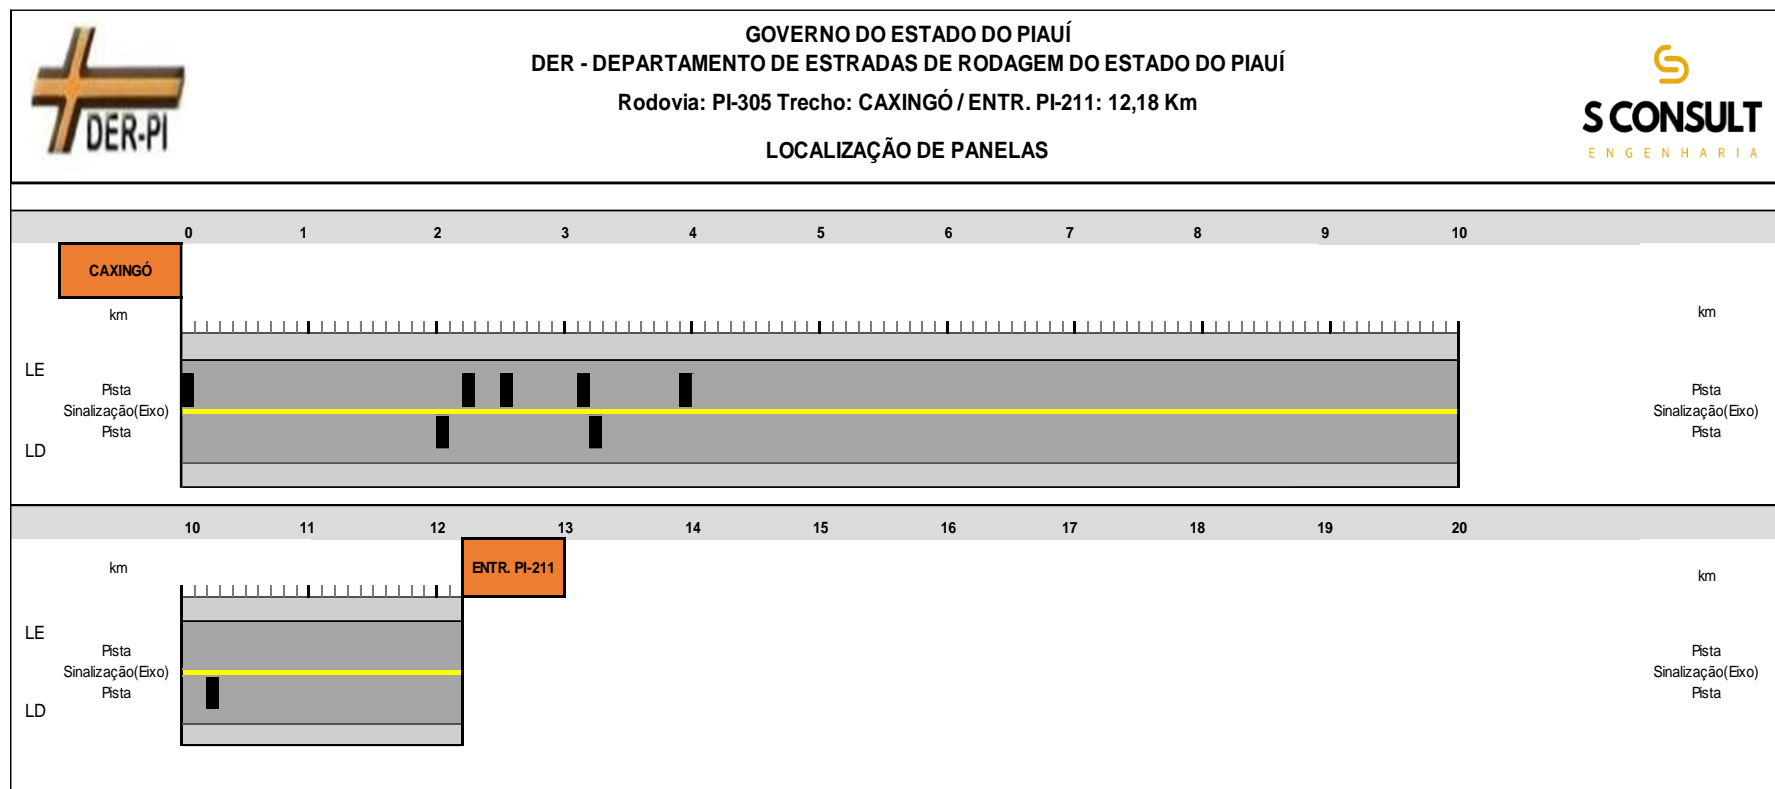 GOVERNO DO ESTADO DO PIAUÍ
DER - DEPARTAMENTO DE ESTRADAS DE RODAGEM DO ESTADO DO PIAUÍ
Rodovia: PI-305 Trecho: CAXINGÓ / ENTR. PI-211: 12,18 Km
LOCALIZAÇÃO DE PANELAS
DER-PI
S CONSULT
ENGENHARIA
0 1 2 3 4 5 6 7 8 9 10
CAXINGÓ
km km
LE
Pista Pista
Sinalização(Eixo) Sinalização(Eixo)
Pista Pista
LD
10 11 12 13 14 15 16 17 18 19 20
ENTR. PI-211
km km
LE
Pista Pista
Sinalização(Eixo) Sinalização(Eixo)
Pista Pista
LD